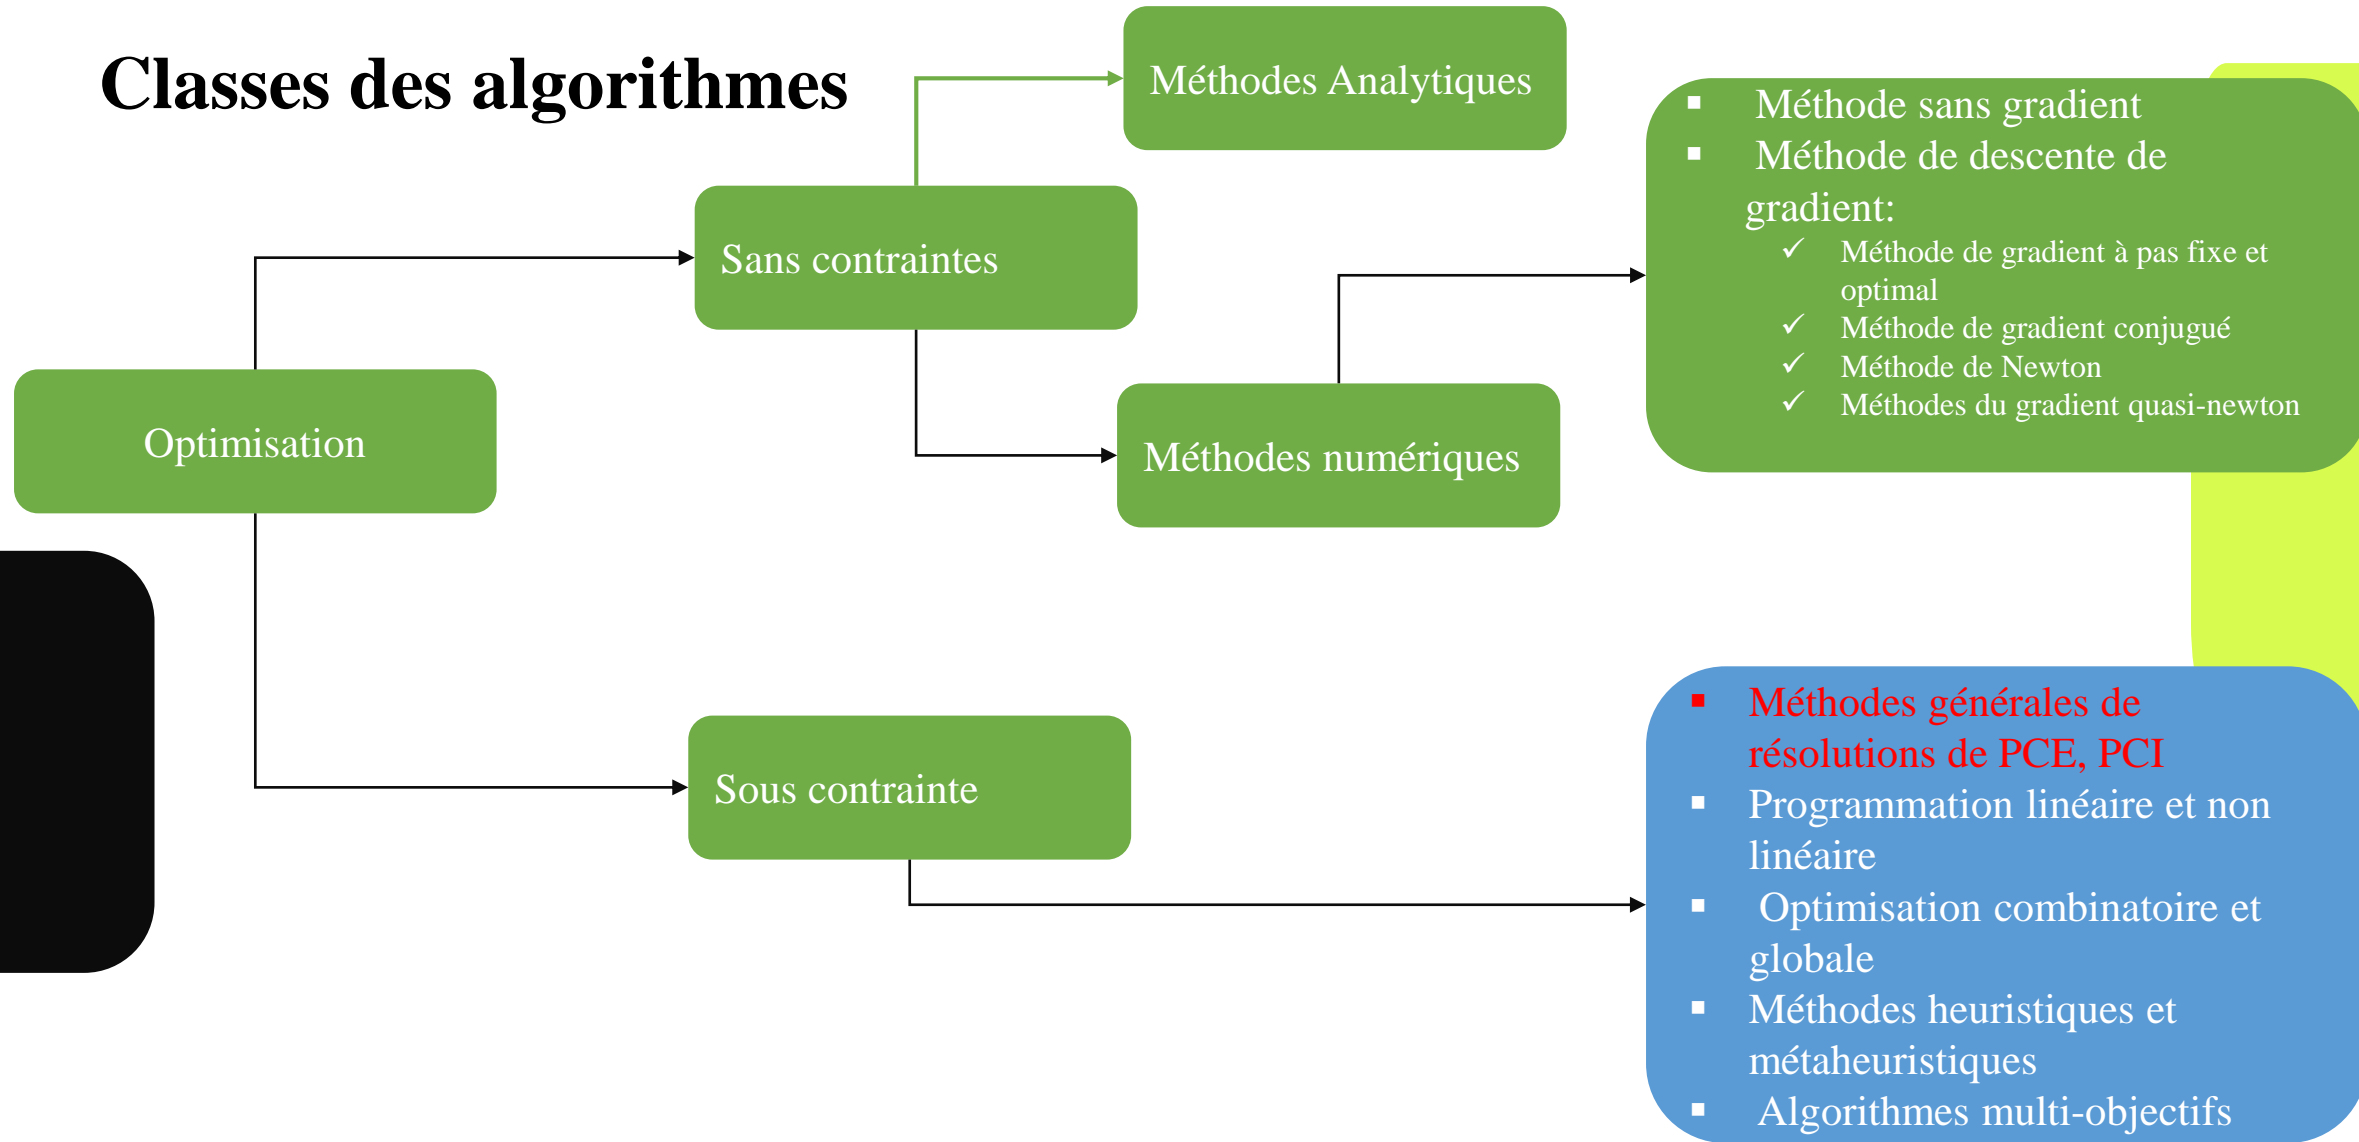 Classes des algorithmes
Méthodes Analytiques
Sans contraintes
Optimisation
Méthodes numériques
Méthode sans gradient
Méthode de descente de
gradient:
Méthode de gradient à pas fixe et
optimal
Méthode de gradient conjugué
Méthode de Newton
Méthodes du gradient quasi-newton
Sous contrainte
Méthodes générales de
résolutions de PCE, PCI
Programmation linéaire et non
linéaire
Optimisation combinatoire et
globale
Méthodes heuristiques et
métaheuristiques
Algorithmes multi-objectifs